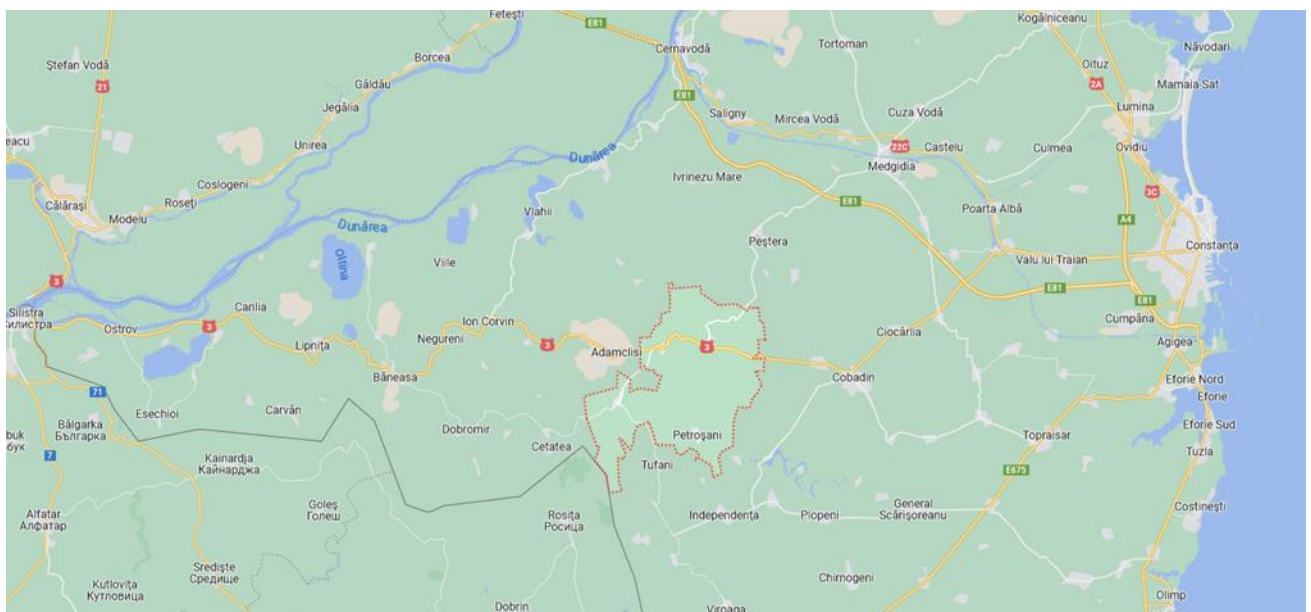 Fetești
E81
Kogălniceanu
Năvodari
Borcea
Cernavodă
Tortoman
Oituz
Ștefan Vodă
Mamaia-Sat
21
Gâldău
2A
E81
Jegălia
Saligny
Cuza Vodă
Lumina
Mircea Vodă
Unirea
eacu
22C
Castelu
Culmea
Ovidiu
Dunărea
Medgidia
Ivrinezu Mare
Coslogeni
Roseți
3C
Călărași
E81
Modelu
Vlahii
Poarta Albă
A4
Dunărea
Peștera
Constanța
Valu lui Traian
Oltina
Viile
3
E81
E81
Silistra
Силистра
Canlia
Cumpăna
Ostrov
3
Ion Corvin
Ciocârlia
Lipnița
Negureni
3
Adamclisi
3
Agigea
Băneasa
Cobadin
Eforie Nord
71
Eforie
Esechioi
Carvăn
Bălgarka
Българка
Eforie Sud
buk
бук
Dobromir
Petroșani
Topraisar
7
Cetatea
Tuzla
Kainardja
Кайнарджа
Tufani
E675
Goleș
Голеш
General
Scărișoreanu
Costinești
Alfatar
Алфатар
Rosița
Росица
Independența
Plopeni
Središte
Средище
Chirnogeni
Kutlovița
Кутловица
Olimp
Dobrin
Viroaga